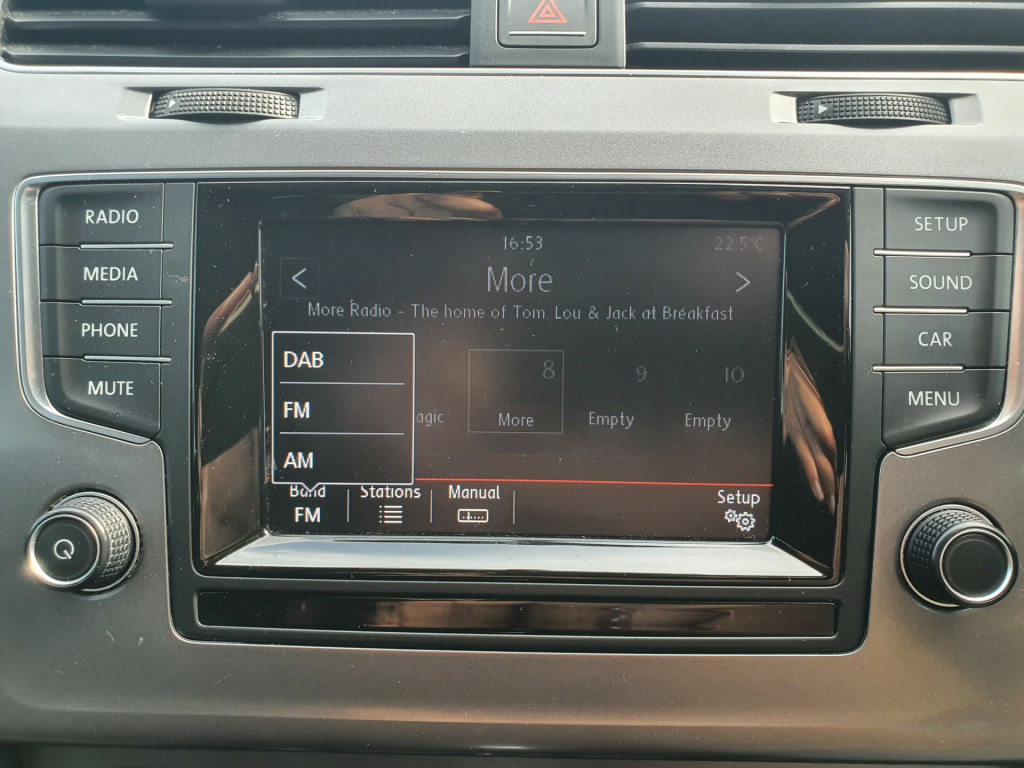 RADIO
MEDIA
PHONE
MUTE
16:53
22.5°C
< More >
More Radio - The home of Tom, Lou & Jack at Breakfast
DAB
FM
AM
agic
8
More
9
Empty
10
Empty
Band
FM
Stations
Manual
Setup
SETUP
SOUND
CAR
MENU